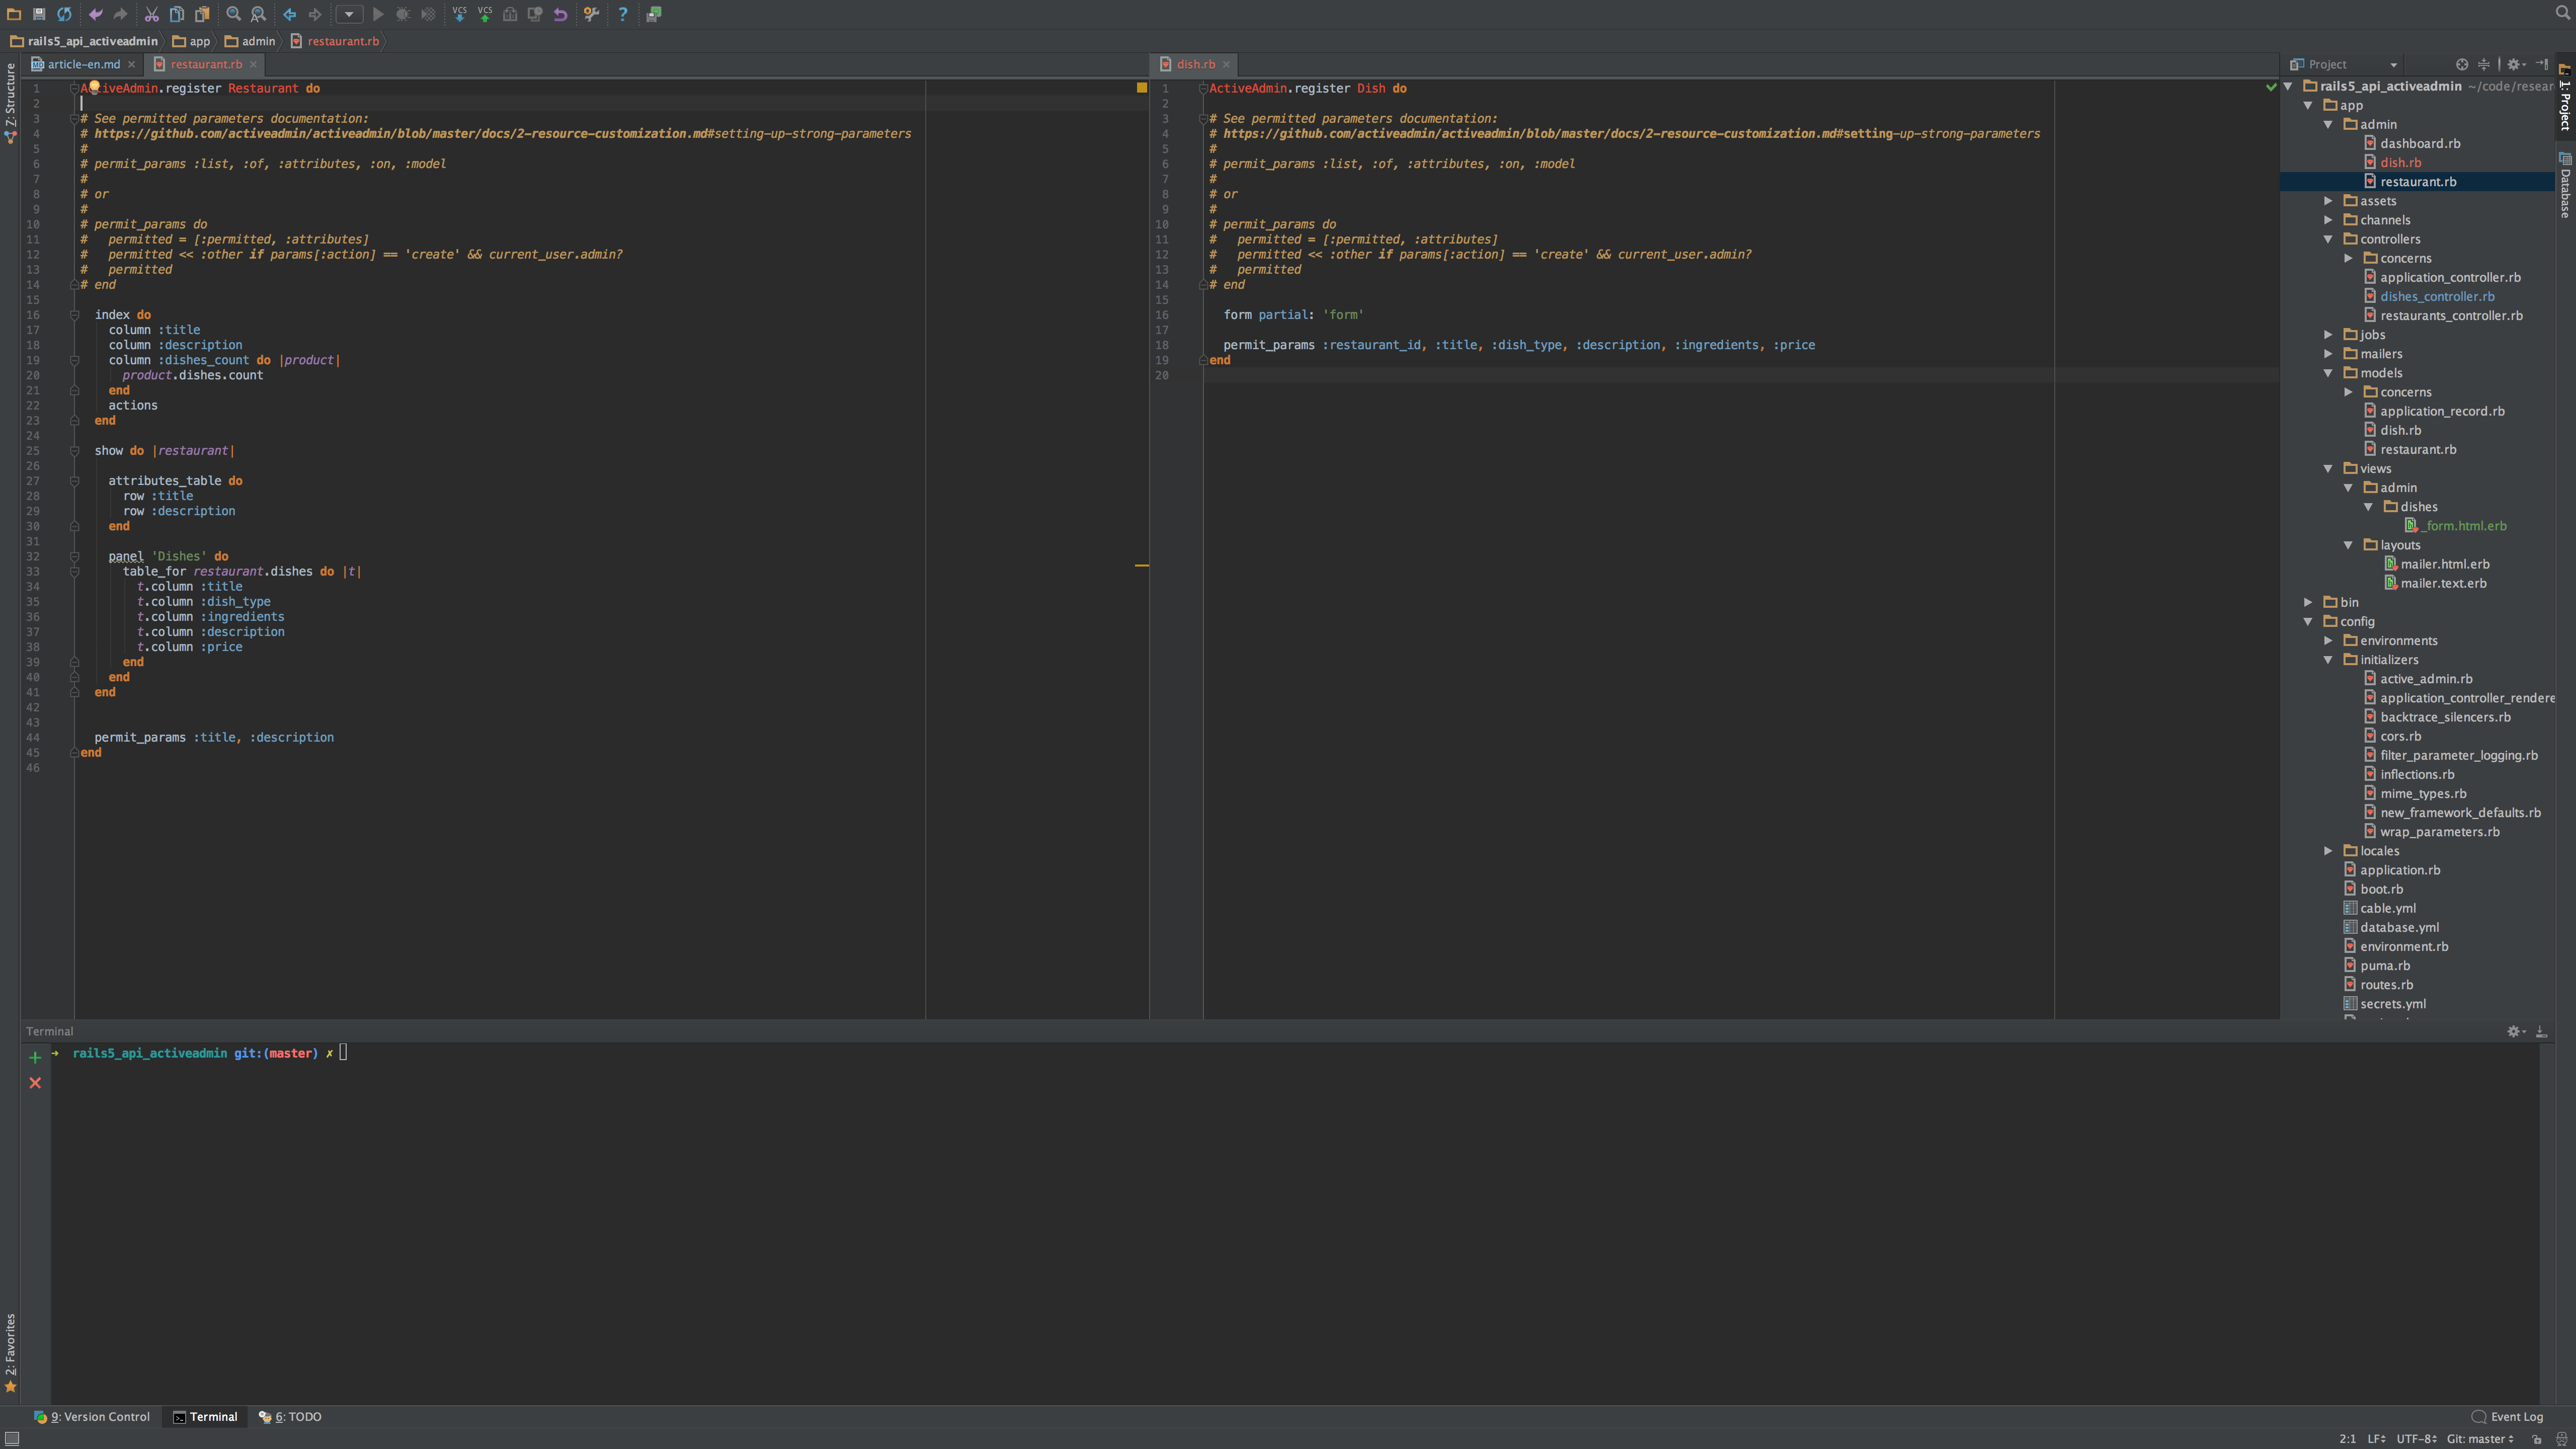 VCS VCS
rails5_api_activeadmin app admin restaurant.rb
article-en.md restaurant.rb
1 ActiveAdmin.register Restaurant do
2
3 # See permitted parameters documentation:
4 # https://github.com/activeadmin/activeadmin/blob/master/docs/2-resource-customization.md#setting-up-strong-parameters
5 #
6 # permit_params :list, :of, :attributes, :on, :model
7 #
8 # or
9 #
10 # permit_params do
11 #   permitted = [:permitted, :attributes]
12 #   permitted << :other if params[:action] == 'create' && current_user.admin?
13 #   permitted
14 # end
15
16   index do
17     column :title
18     column :description
19     column :dishes_count do |product|
20       product.dishes.count
21     end
22     actions
23   end
24
25   show do |restaurant|
26
27     attributes_table do
28       row :title
29       row :description
30     end
31
32     panel 'Dishes' do
33       table_for restaurant.dishes do |t|
34         t.column :title
35         t.column :dish_type
36         t.column :ingredients
37         t.column :description
38         t.column :price
39       end
40     end
41   end
42
43
44   permit_params :title, :description
45 end
46
dish.rb
1 ActiveAdmin.register Dish do
2
3 # See permitted parameters documentation:
4 # https://github.com/activeadmin/activeadmin/blob/master/docs/2-resource-customization.md#setting-up-strong-parameters
5 #
6 # permit_params :list, :of, :attributes, :on, :model
7 #
8 # or
9 #
10 # permit_params do
11 #   permitted = [:permitted, :attributes]
12 #   permitted << :other if params[:action] == 'create' && current_user.admin?
13 #   permitted
14 # end
15
16   form partial: 'form'
17
18   permit_params :restaurant_id, :title, :dish_type, :description, :ingredients, :price
19 end
20
Project
rails5_api_activeadmin ~/code/resear
app
admin
dashboard.rb
dish.rb
restaurant.rb
assets
channels
controllers
concerns
application_controller.rb
dishes_controller.rb
restaurants_controller.rb
jobs
mailers
models
concerns
application_record.rb
dish.rb
restaurant.rb
views
admin
dishes
_form.html.erb
layouts
mailer.html.erb
mailer.text.erb
bin
config
environments
initializers
active_admin.rb
application_controller_rendere
backtrace_silencers.rb
cors.rb
filter_parameter_logging.rb
inflections.rb
mime_types.rb
new_framework_defaults.rb
wrap_parameters.rb
locales
application.rb
boot.rb
cable.yml
database.yml
environment.rb
puma.rb
routes.rb
secrets.yml
Z: Structure
2: Favorites
1: Project
Database
Terminal
➜ rails5_api_activeadmin git:(master) ✗
9: Version Control Terminal 6: TODO Event Log
2:1 LF UTF-8 Git: master